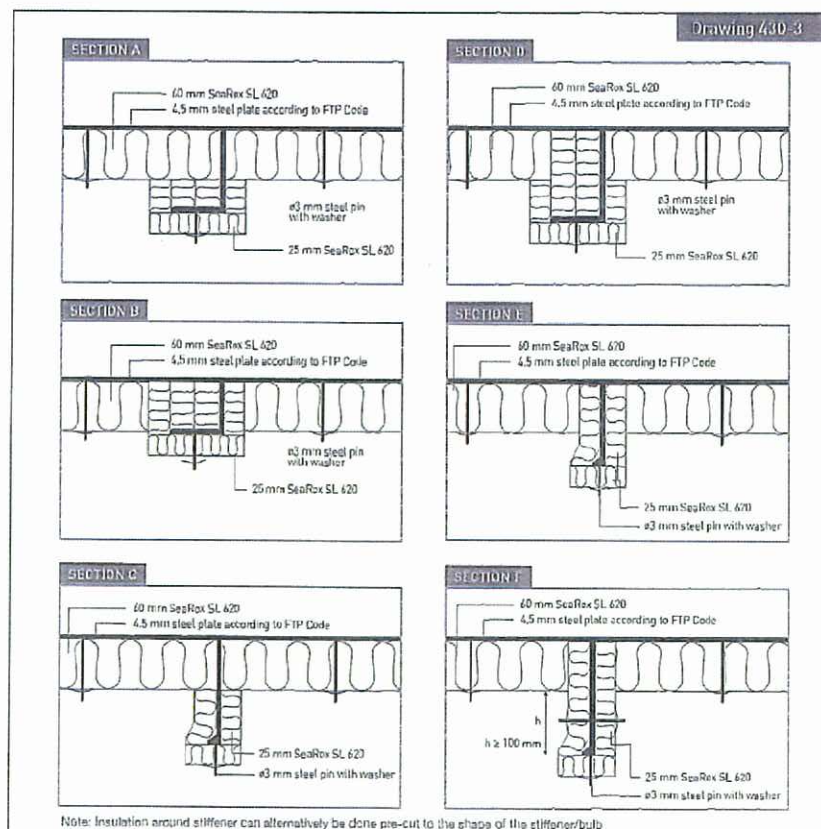 Drawing 430-3
SECTION A
60 mm SeaRox SL 620
4,5 mm steel plate according to FTP Code
ø3 mm steel pin
with washer
25 mm SeaRox SL 620
SECTION D
60 mm SeaRox SL 620
4,5 mm steel plate according to FTP Code
ø3 mm steel pin
with washer
25 mm SeaRox SL 620
SECTION B
60 mm SeaRox SL 620
4,5 mm steel plate according to FTP Code
ø3 mm steel pin
with washer
25 mm SeaRox SL 620
SECTION E
60 mm SeaRox SL 620
4,5 mm steel plate according to FTP Code
25 mm SeaRox SL 620
ø3 mm steel pin with washer
SECTION C
60 mm SeaRox SL 620
4,5 mm steel plate according to FTP Code
25 mm SeaRox SL 620
ø3 mm steel pin with washer
SECTION F
60 mm SeaRox SL 620
4,5 mm steel plate according to FTP Code
h
h ≥ 100 mm
25 mm SeaRox SL 620
ø3 mm steel pin with washer
Note: Insulation around stiffener can alternatively be done pre-cut to the shape of the stiffener/bulb